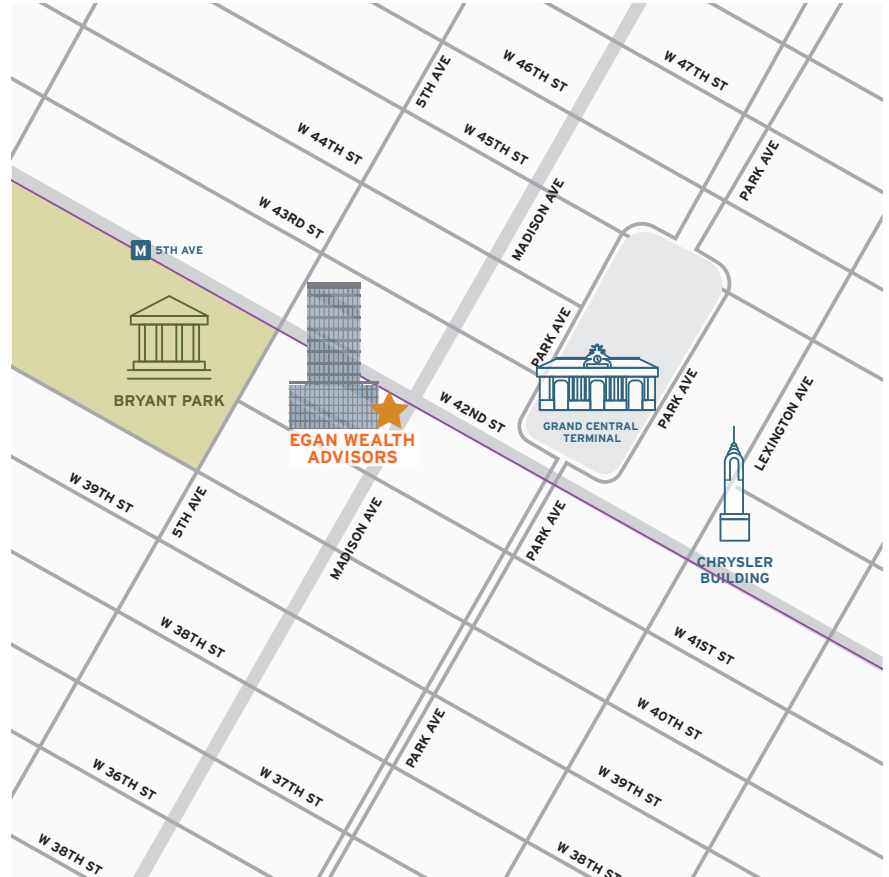 W 46TH ST
W 47TH ST
5TH AVE
W 44TH ST
W 45TH ST
PARK AVE
W 43RD ST
MADISON AVE
M 5TH AVE
PARK AVE
BRYANT PARK
W 42ND ST
PARK AVE
GRAND CENTRAL
TERMINAL
LEXINGTON AVE
EGAN WEALTH
ADVISORS
W 39TH ST
5TH AVE
MADISON AVE
PARK AVE
CHRYSLER
BUILDING
W 38TH ST
W 41ST ST
W 40TH ST
PARK AVE
W 36TH ST
W 37TH ST
W 39TH ST
W 38TH ST
W 38TH ST